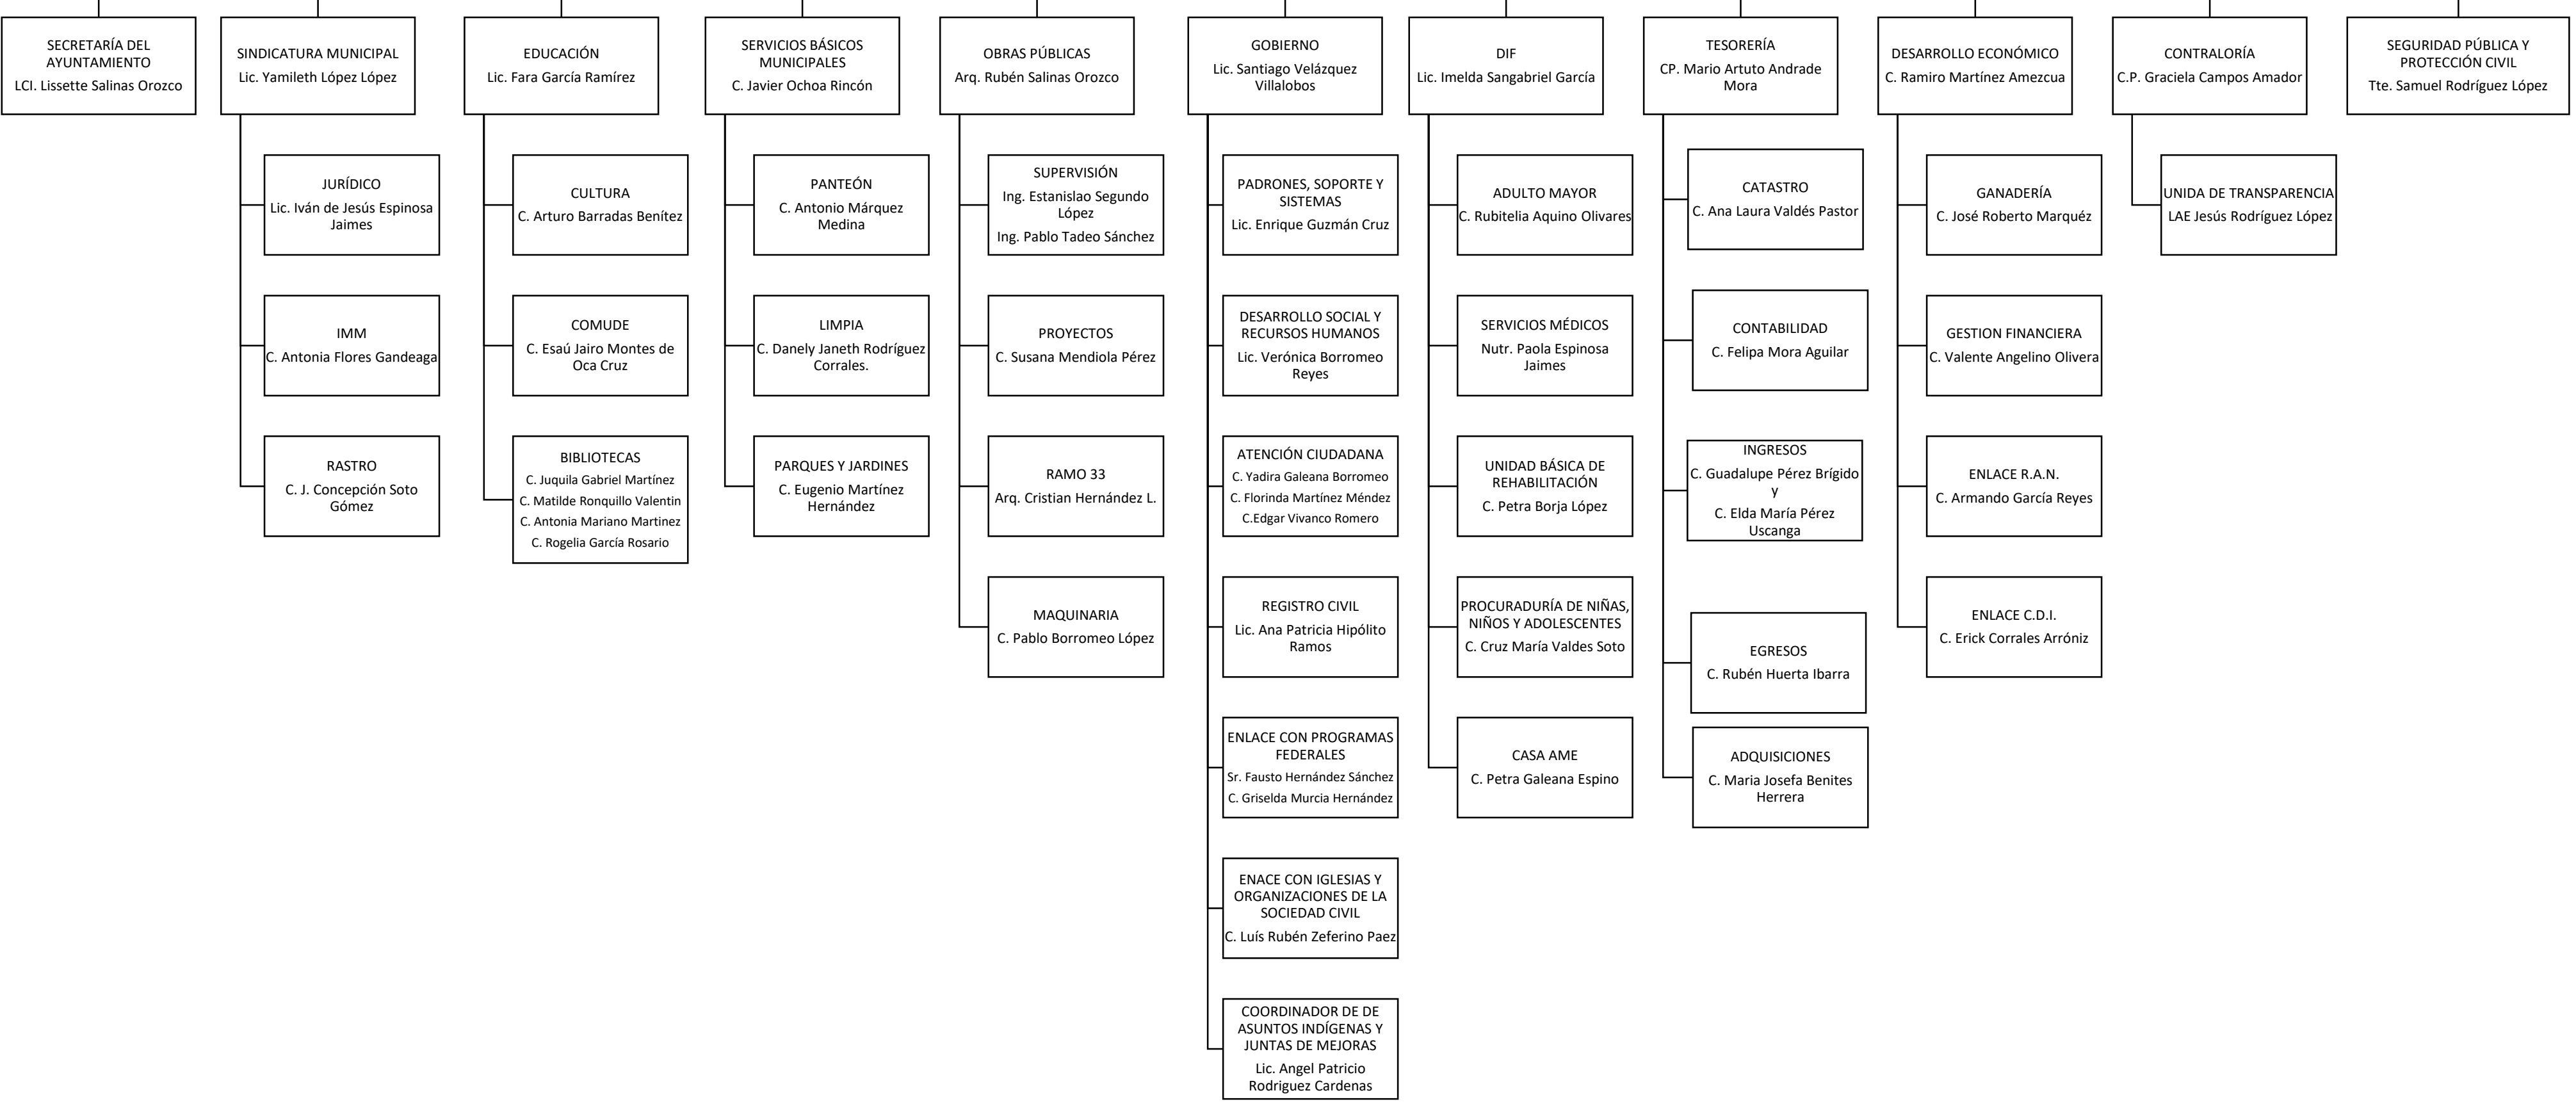 SECRETARÍA DEL
AYUNTAMIENTO
LCI. Lissette Salinas Orozco
SINDICATURA MUNICIPAL
Lic. Yamileth López López
EDUCACIÓN
Lic. Fara García Ramírez
SERVICIOS BÁSICOS
MUNICIPALES
C. Javier Ochoa Rincón
OBRAS PÚBLICAS
Arq. Rubén Salinas Orozco
GOBIERNO
Lic. Santiago Velázquez
Villalobos
DIF
Lic. Imelda Sangabriel García
TESORERÍA
CP. Mario Artuto Andrade
Mora
DESARROLLO ECONÓMICO
C. Ramiro Martínez Amezcua
CONTRALORÍA
C.P. Graciela Campos Amador
SEGURIDAD PÚBLICA Y
PROTECCIÓN CIVIL
Tte. Samuel Rodríguez López
JURÍDICO
Lic. Iván de Jesús Espinosa
Jaimes
IMM
C. Antonia Flores Gandeaga
RASTRO
C. J. Concepción Soto
Gómez
CULTURA
C. Arturo Barradas Benítez
COMUDE
C. Esaú Jairo Montes de
Oca Cruz
BIBLIOTECAS
C. Juquila Gabriel Martínez
C. Matilde Ronquillo Valentin
C. Antonia Mariano Martinez
C. Rogelia García Rosario
PANTEÓN
C. Antonio Márquez
Medina
LIMPIA
C. Danely Janeth Rodríguez
Corrales.
PARQUES Y JARDINES
C. Eugenio Martínez
Hernández
SUPERVISIÓN
Ing. Estanislao Segundo
López
Ing. Pablo Tadeo Sánchez
PROYECTOS
C. Susana Mendiola Pérez
RAMO 33
Arq. Cristian Hernández L.
MAQUINARIA
C. Pablo Borromeo López
PADRONES, SOPORTE Y
SISTEMAS
Lic. Enrique Guzmán Cruz
DESARROLLO SOCIAL Y
RECURSOS HUMANOS
Lic. Verónica Borromeo
Reyes
ATENCIÓN CIUDADANA
C. Yadira Galeana Borromeo
C. Florinda Martínez Méndez
C.Edgar Vivanco Romero
REGISTRO CIVIL
Lic. Ana Patricia Hipólito
Ramos
ENLACE CON PROGRAMAS
FEDERALES
Sr. Fausto Hernández Sánchez
C. Griselda Murcia Hernández
ENACE CON IGLESIAS Y
ORGANIZACIONES DE LA
SOCIEDAD CIVIL
C. Luís Rubén Zeferino Paez
COORDINADOR DE DE
ASUNTOS INDÍGENAS Y
JUNTAS DE MEJORAS
Lic. Angel Patricio
Rodriguez Cardenas
ADULTO MAYOR
C. Rubitelia Aquino Olivares
SERVICIOS MÉDICOS
Nutr. Paola Espinosa
Jaimes
UNIDAD BÁSICA DE
REHABILITACIÓN
C. Petra Borja López
PROCURADURÍA DE NIÑAS,
NIÑOS Y ADOLESCENTES
C. Cruz María Valdes Soto
CASA AME
C. Petra Galeana Espino
CATASTRO
C. Ana Laura Valdés Pastor
CONTABILIDAD
C. Felipa Mora Aguilar
INGRESOS
C. Guadalupe Pérez Brígido
y
C. Elda María Pérez
Uscanga
EGRESOS
C. Rubén Huerta Ibarra
ADQUISICIONES
C. Maria Josefa Benites
Herrera
GANADERÍA
C. José Roberto Marquéz
GESTION FINANCIERA
C. Valente Angelino Olivera
ENLACE R.A.N.
C. Armando García Reyes
ENLACE C.D.I.
C. Erick Corrales Arróniz
UNIDA DE TRANSPARENCIA
LAE Jesús Rodríguez López